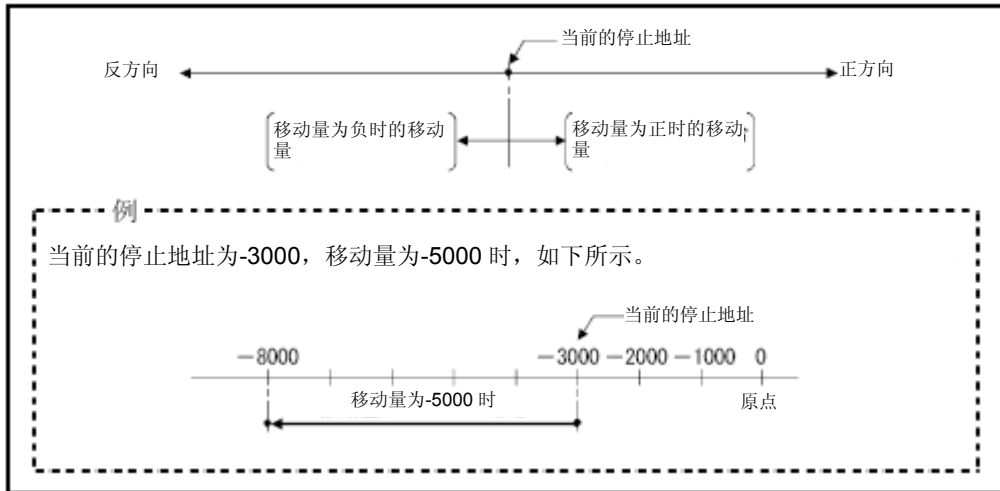 当前的停止地址
反方向
正方向
移动量为负时的移动
量
移动量为正时的移动
量
例
当前的停止地址为-3000，移动量为-5000 时，如下所示。
当前的停止地址
－8000
－3000 －2000 －1000 0
移动量为-5000 时
原点